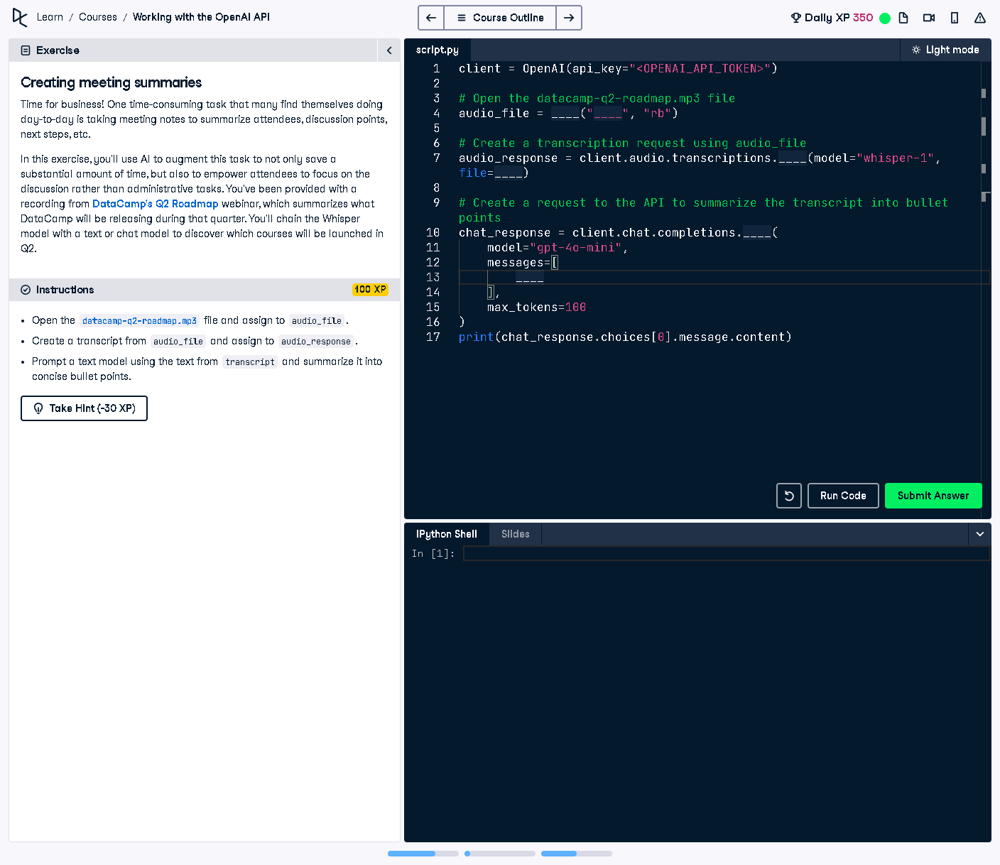 Learn / Courses / Working with the OpenAI API
Course Outline
Daily XP 350
Exercise
Creating meeting summaries
Time for business! One time-consuming task that many find themselves doing
day-to-day is taking meeting notes to summarize attendees, discussion points,
next steps, etc.
In this exercise, you'll use AI to augment this task to not only save a
substantial amount of time, but also to empower attendees to focus on the
discussion rather than administrative tasks. You've been provided with a
recording from DataCamp's Q2 Roadmap webinar, which summarizes what
DataCamp will be releasing during that quarter. You'll chain the Whisper
model with a text or chat model to discover which courses will be launched in
Q2.
Instructions
100 XP
• Open the datacamp-q2-roadmap.mp3 file and assign to audio_file.
• Create a transcript from audio_file and assign to audio_response.
• Prompt a text model using the text from transcript and summarize it into
concise bullet points.
Take Hint (-30 XP)
script.py
Light mode
1 client = OpenAI(api_key="<OPENAI_API_TOKEN>")
2
3 # Open the datacamp-q2-roadmap.mp3 file
4 audio_file = ____("____", "rb")
5
6 # Create a transcription request using audio_file
7 audio_response = client.audio.transcriptions.____(model="whisper-1",
file=____)
8
9 # Create a request to the API to summarize the transcript into bullet
points
10 chat_response = client.chat.completions.____(
11 model="gpt-4o-mini",
12 messages=[
13 ____
14 ],
15 max_tokens=100
16 )
17 print(chat_response.choices[0].message.content)
Run Code
Submit Answer
IPython Shell
Slides
In [1]: